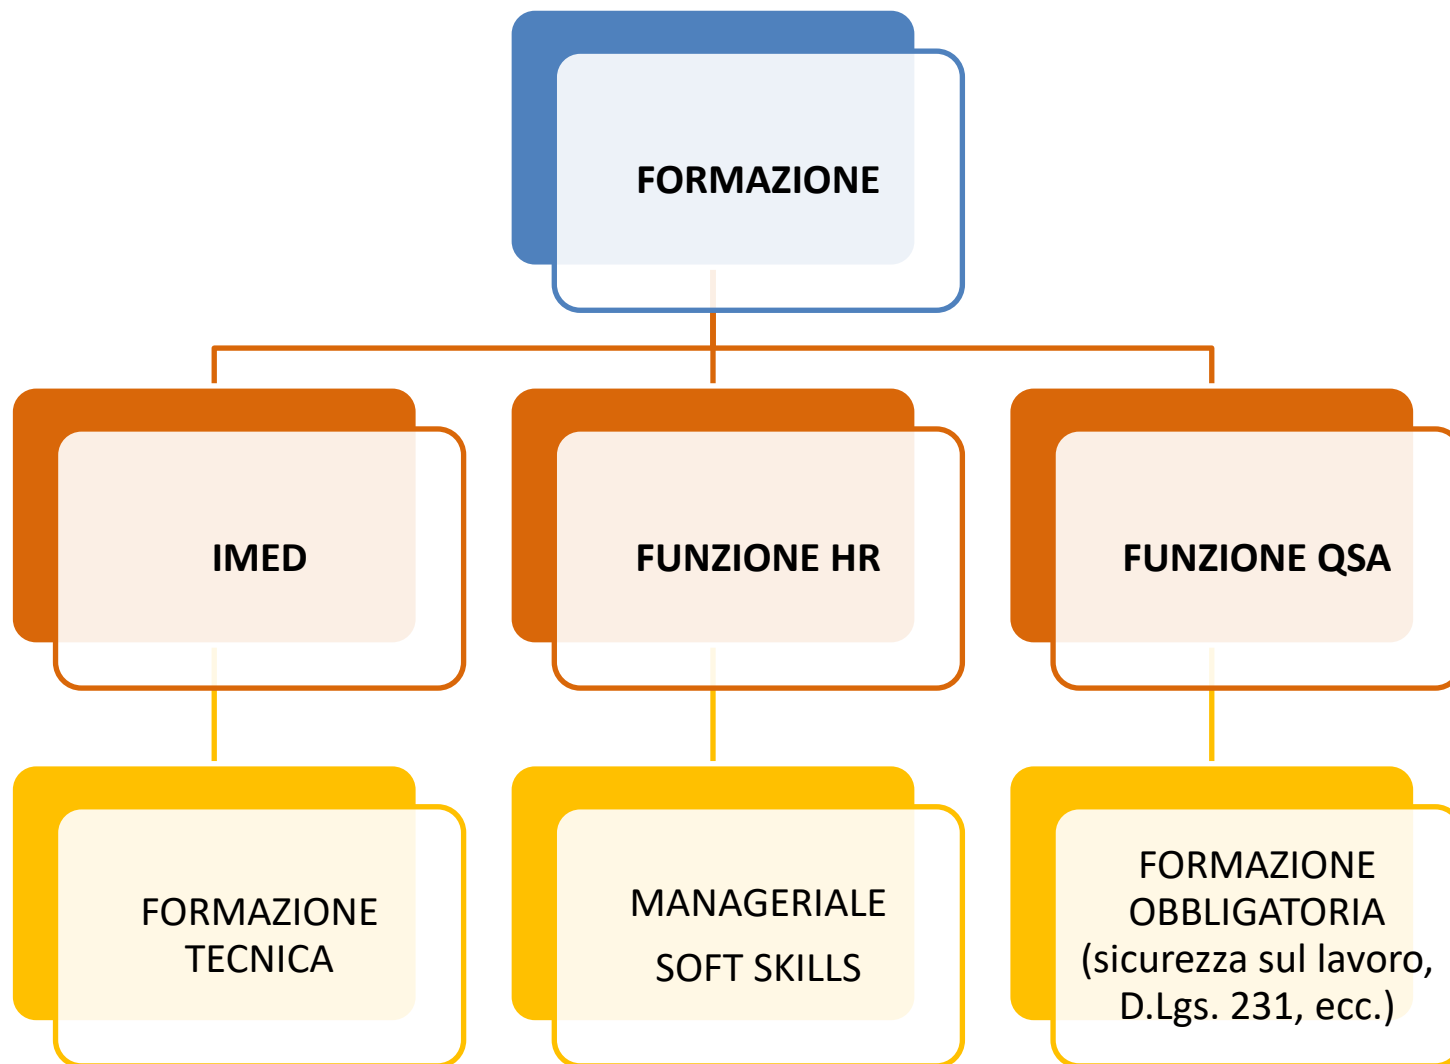 FORMAZIONE
IMED
FUNZIONE HR
FUNZIONE QSA
FORMAZIONE
TECNICA
MANAGERIALE
SOFT SKILLS
FORMAZIONE
OBBLIGATORIA
(sicurezza sul lavoro,
D.Lgs. 231, ecc.)